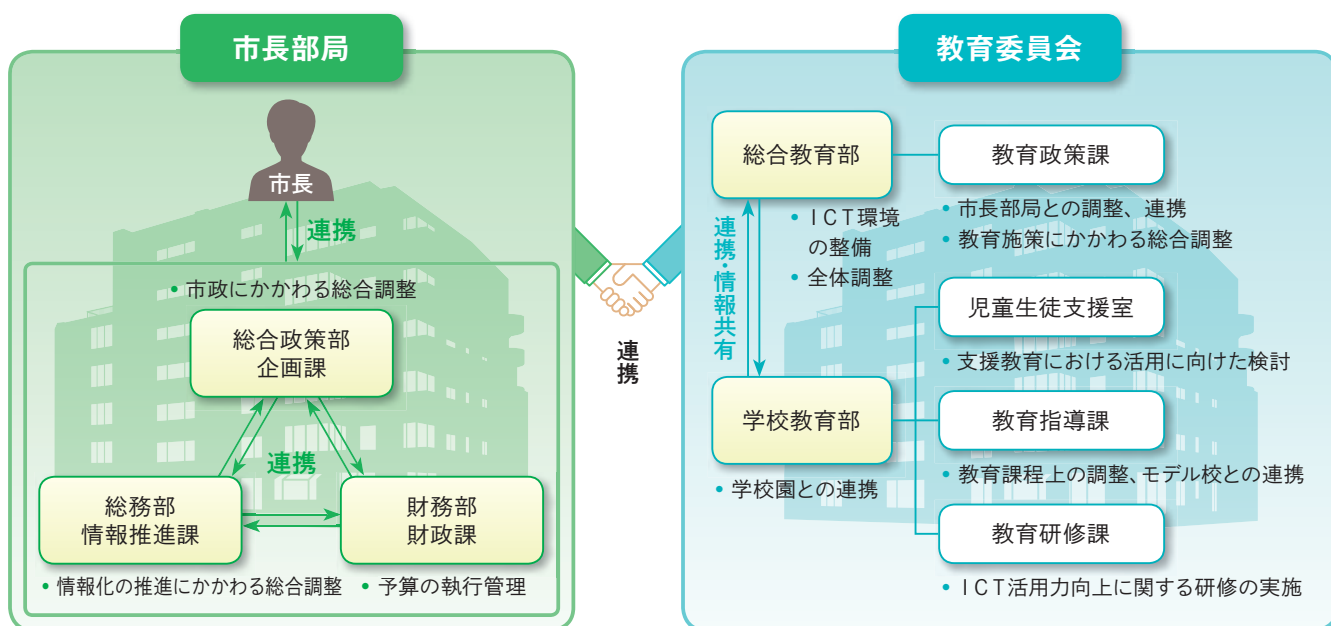 市長部局
市長
連携
• 市政にかかわる総合調整
総合政策部
企画課
連携
総務部
情報推進課
財務部
財政課
• 情報化の推進にかかわる総合調整
• 予算の執行管理
連携
教育委員会
総合教育部
• ICT環境
の整備
• 全体調整
教育政策課
• 市長部局との調整、連携
• 教育施策にかかわる総合調整
連携・情報共有
学校教育部
• 学校園との連携
児童生徒支援室
• 支援教育における活用に向けた検討
教育指導課
• 教育課程上の調整、モデル校との連携
教育研修課
• ICT活用力向上に関する研修の実施